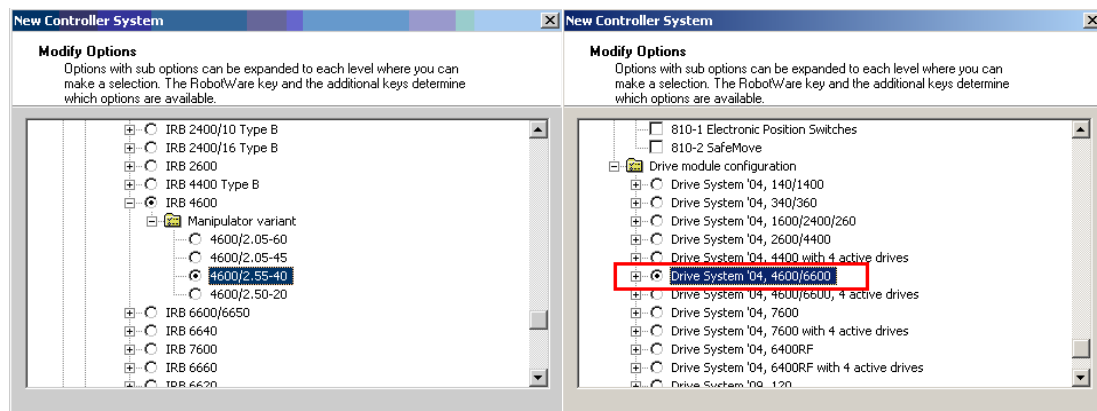 New Controller System
Modify Options
Options with sub options can be expanded to each level where you can
make a selection. The RobotWare key and the additional keys determine
which options are available.
IRB 2400/10 Type B
IRB 2400/16 Type B
IRB 2600
IRB 4400 Type B
IRB 4600
Manipulator variant
4600/2.05-60
4600/2.05-45
4600/2.55-40
4600/2.50-20
IRB 6600/6650
IRB 6640
IRB 7600
IRB 6660
IRB 6620
New Controller System
Modify Options
Options with sub options can be expanded to each level where you can
make a selection. The RobotWare key and the additional keys determine
which options are available.
810-1 Electronic Position Switches
810-2 SafeMove
Drive module configuration
Drive System '04, 140/1400
Drive System '04, 340/360
Drive System '04, 1600/2400/260
Drive System '04, 2600/4400
Drive System '04, 4400 with 4 active drives
Drive System '04, 4600/6600
Drive System '04, 4600/6600, 4 active drives
Drive System '04, 7600
Drive System '04, 7600 with 4 active drives
Drive System '04, 6400RF
Drive System '04, 6400RF with 4 active drives
Drive System '09, 120